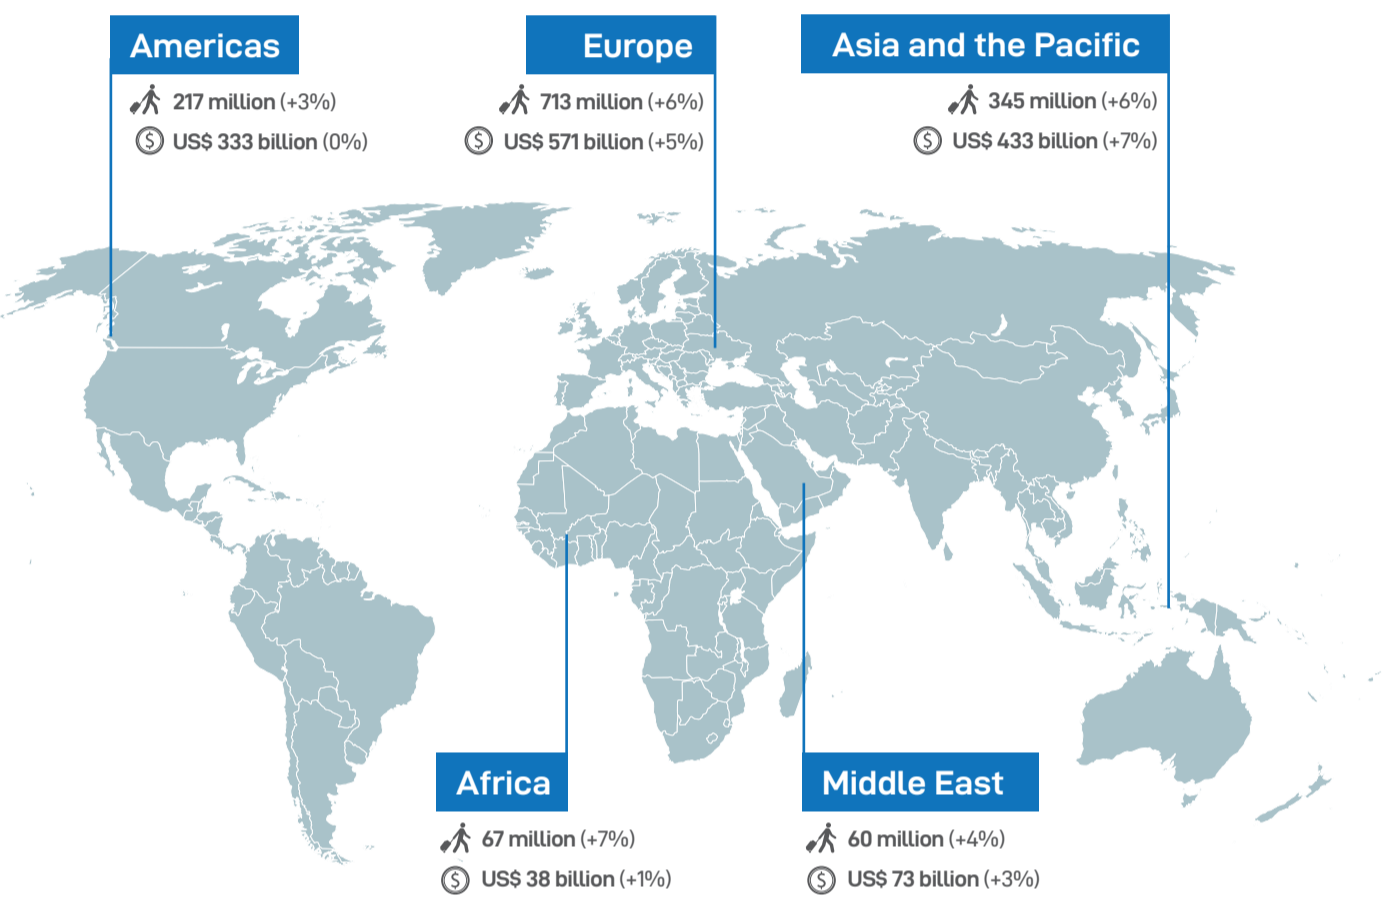 Americas
217 million (+3%)
US$ 333 billion (0%)
Europe
713 million (+6%)
US$ 571 billion (+5%)
Asia and the Pacific
345 million (+6%)
US$ 433 billion (+7%)
Africa
67 million (+7%)
US$ 38 billion (+1%)
Middle East
60 million (+4%)
US$ 73 billion (+3%)